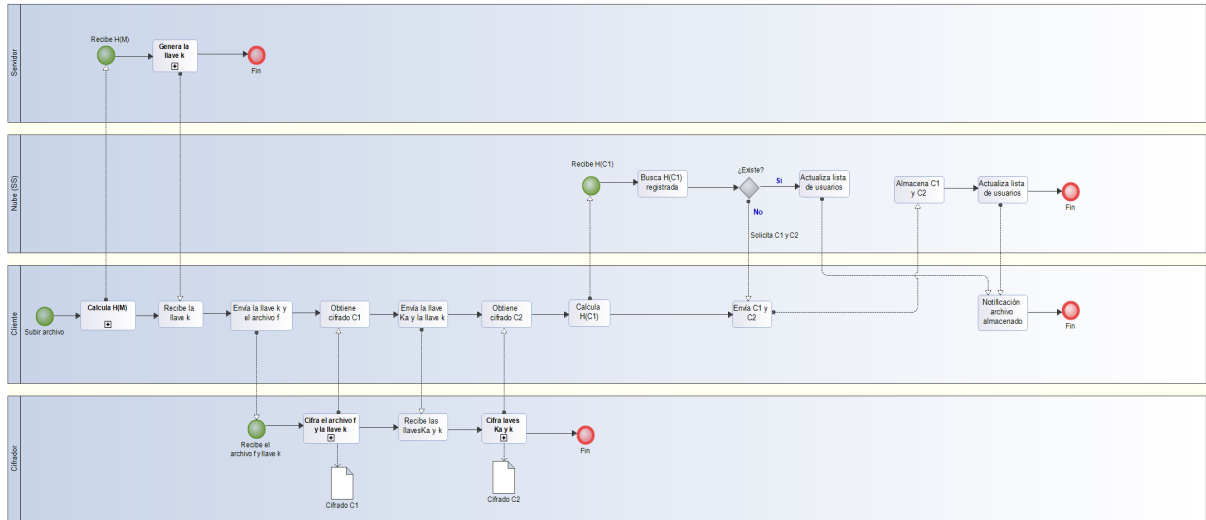 Servidor
Recibe H(M)
Genera la
llave k
Fin
Nube (SS)
Recibe H(C1)
Busca H(C1)
registrada
¿Existe?
Si
No
Actualiza lista
de usuarios
Almacena C1
y C2
Actualiza lista
de usuarios
Fin
Solicita C1 y C2
Cliente
Subir archivo
Calcula H(M)
Recibe la
llave k
Envía la llave k y
el archivo f
Obtiene
cifrado C1
Envía la llave
Ka y la llave k
Obtiene
cifrado C2
Calcula
H(C1)
Envía C1 y
C2
Notificación
archivo
almacenado
Fin
Cifrador
Recibe el
archivo f y llave k
Cifra el archivo f
y la llave k
Recibe las
llavesKa y k
Cifra laves
Ka y k
Fin
Cifrado C1
Cifrado C2